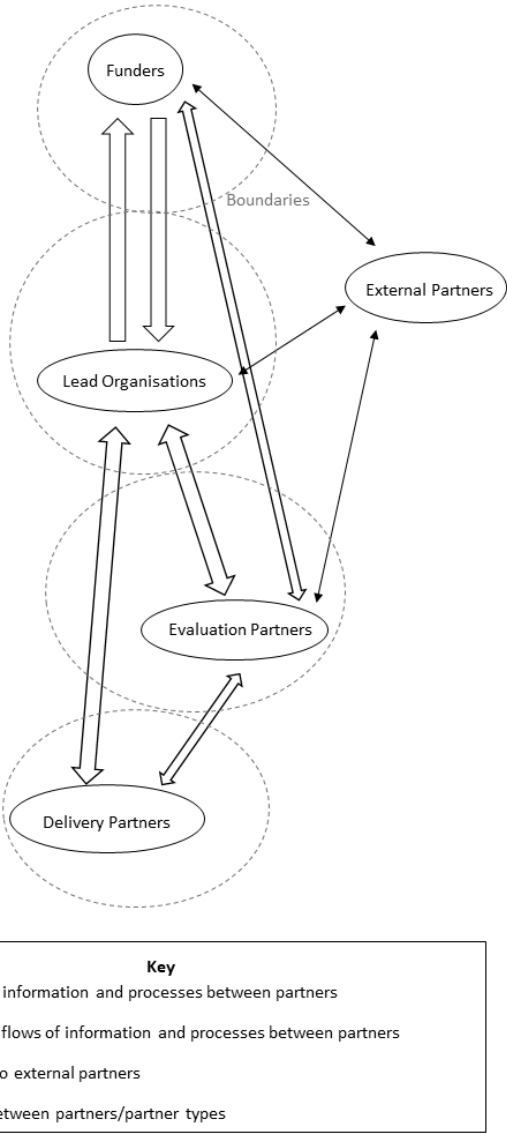 Funders
Boundaries
External Partners
Lead Organisations
Evaluation Partners
Delivery Partners
Key
information and processes between partners
flows of information and processes between partners
external partners
partners/partner types